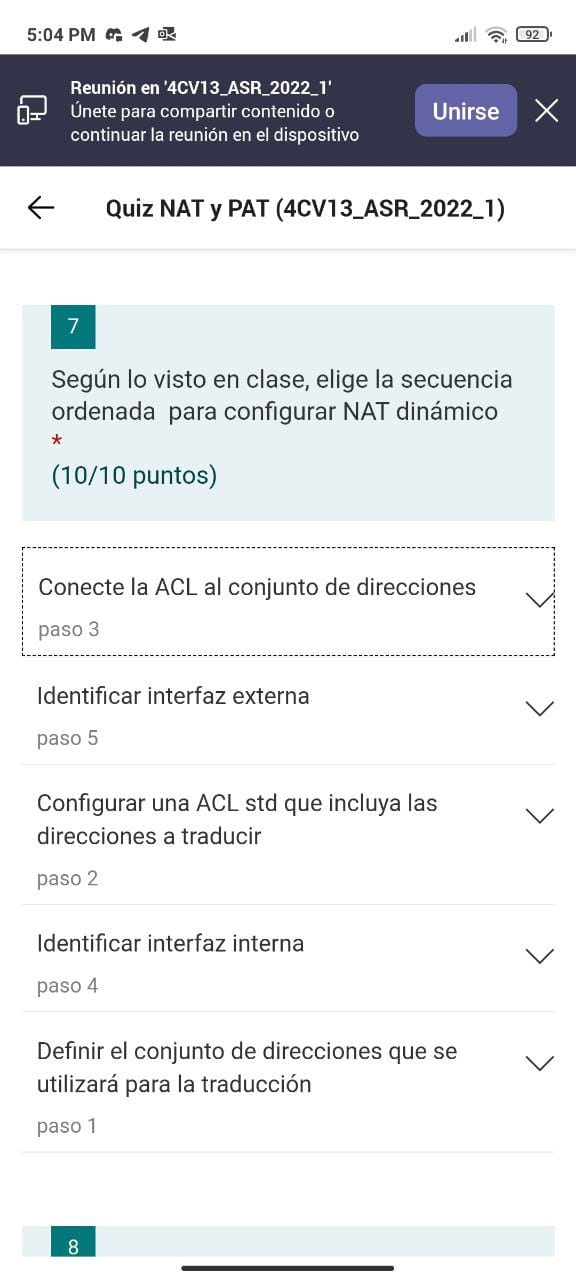 5:04 PM
92
Reunión en '4CV13_ASR_2022_1'
Únete para compartir contenido o
continuar la reunión en el dispositivo
Unirse
Quiz NAT y PAT (4CV13_ASR_2022_1)
7
Según lo visto en clase, elige la secuencia
ordenada para configurar NAT dinámico
*
(10/10 puntos)
Conecte la ACL al conjunto de direcciones
paso 3
Identificar interfaz externa
paso 5
Configurar una ACL std que incluya las
direcciones a traducir
paso 2
Identificar interfaz interna
paso 4
Definir el conjunto de direcciones que se
utilizará para la traducción
paso 1
8